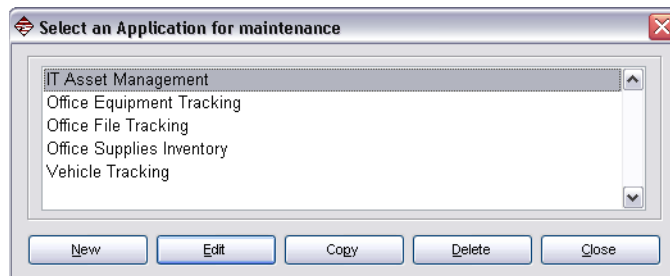 Select an Application for maintenance
IT Asset Management
Office Equipment Tracking
Office File Tracking
Office Supplies Inventory
Vehicle Tracking
New Edit Copy Delete Close